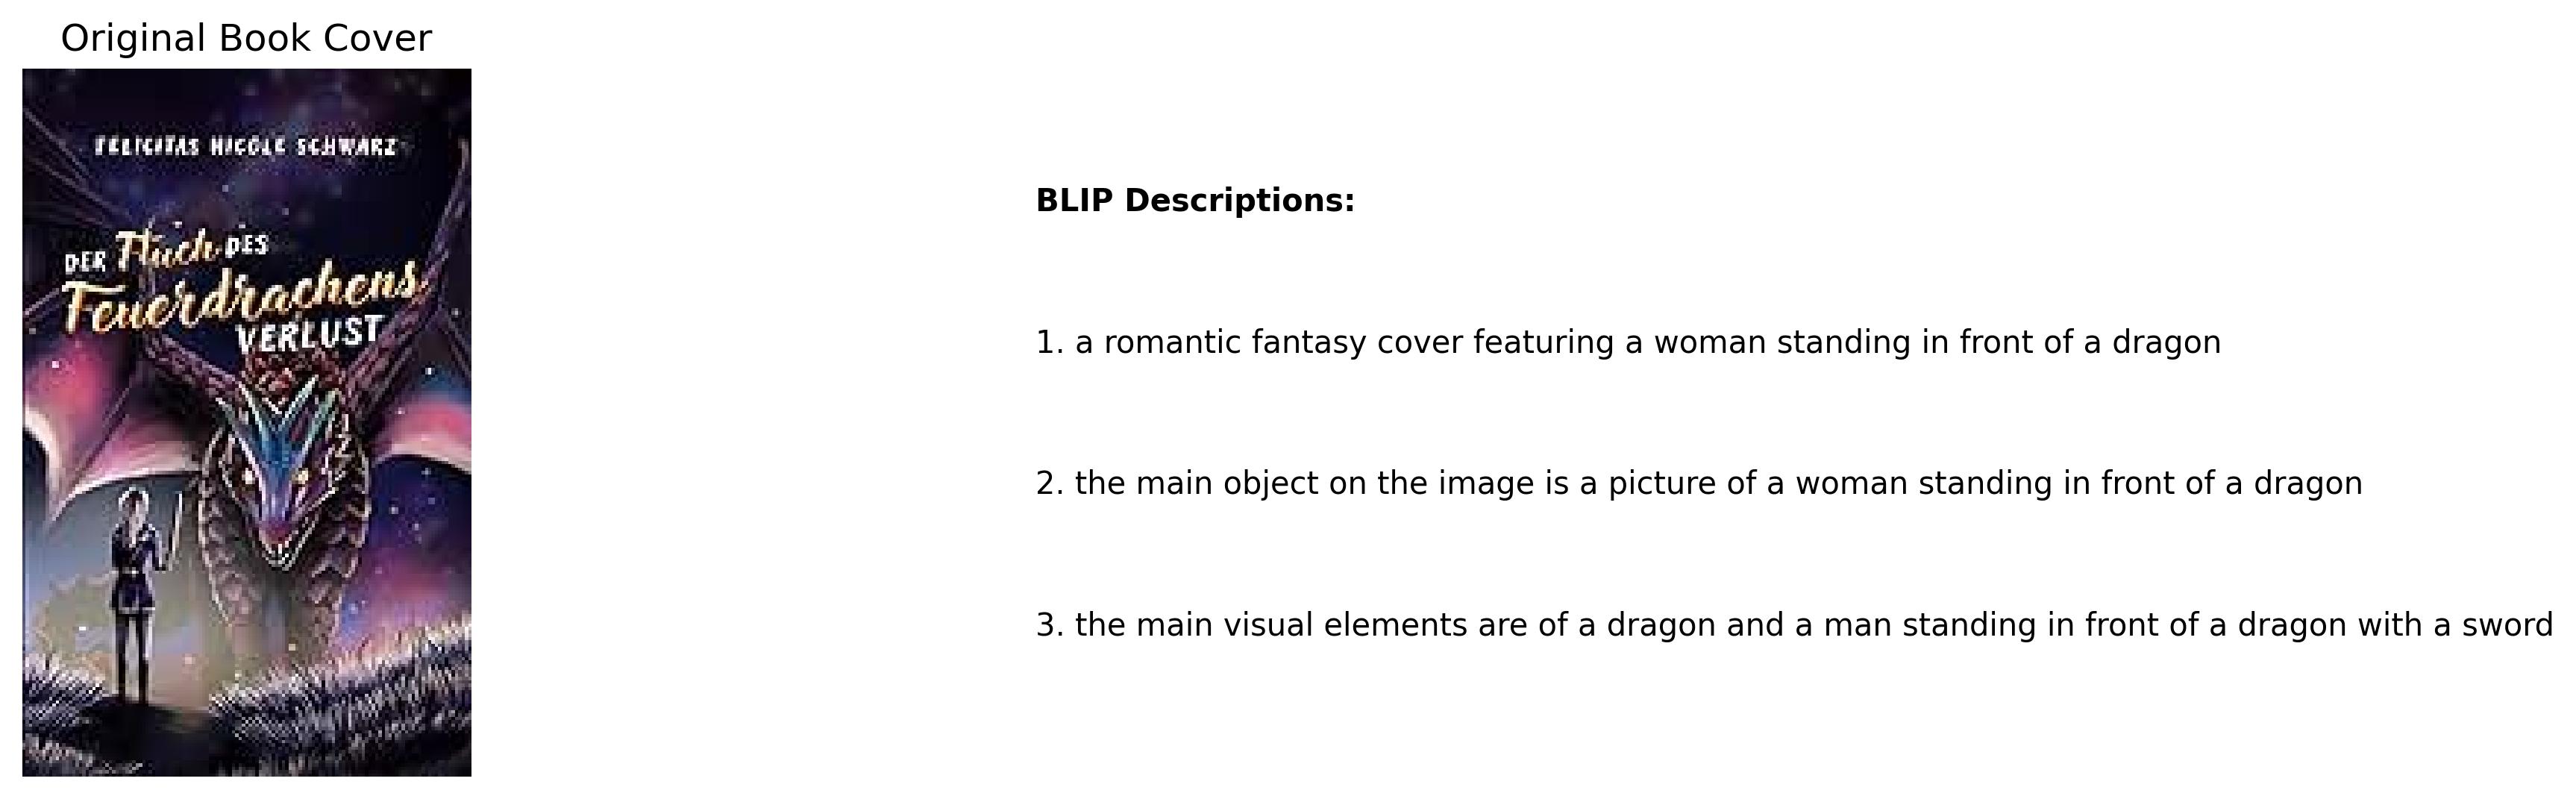 Original Book Cover
FELICITAS NICOLE SCHWARZ
DER Fluch DES
Feuerdrachens
VERLUST
BLIP Descriptions:
1. a romantic fantasy cover featuring a woman standing in front of a dragon
2. the main object on the image is a picture of a woman standing in front of a dragon
3. the main visual elements are of a dragon and a man standing in front of a dragon with a sword